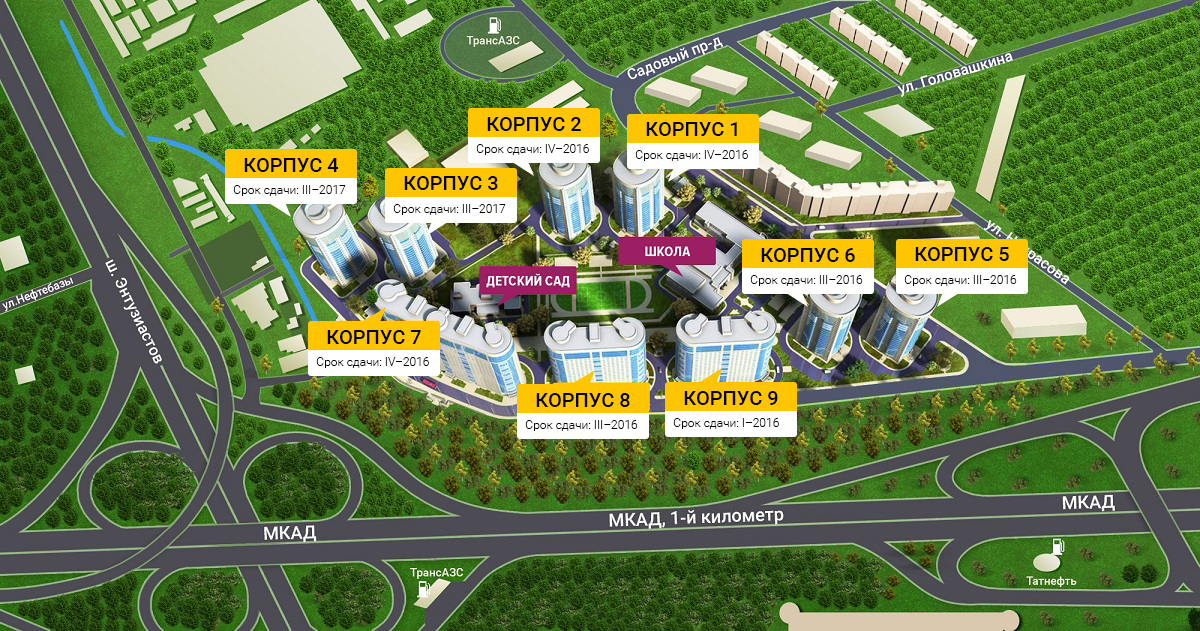 ТрансАЗС
Садовый пр-д
ул. Головашкина
КОРПУС 2
Срок сдачи: IV–2016
КОРПУС 1
Срок сдачи: IV–2016
КОРПУС 4
Срок сдачи: III–2017
КОРПУС 3
Срок сдачи: III–2017
ШКОЛА
КОРПУС 6
Срок сдачи: III–2016
КОРПУС 5
Срок сдачи: III–2016
ул.
ДЕТСКИЙ САД
ул.Нефтебазы
ш. Энтузиастов
КОРПУС 7
Срок сдачи: IV–2016
КОРПУС 8
Срок сдачи: III–2016
КОРПУС 9
Срок сдачи: I–2016
МКАД
МКАД, 1-й километр
МКАД
ТрансАЗС
Татнефть